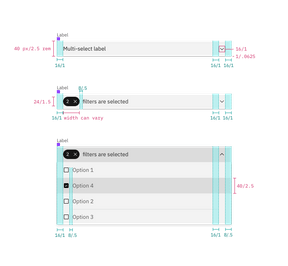 Label
Multi-select label
40 px/2.5 rem
16/1
1/.0625
16/1
16/1 16/1
Label
8/.5
24/1.5
2 × filters are selected
16/1 width can vary
16/1 16/1
Label
2 × filters are selected
Option 1
Option 4
40/2.5
Option 2
Option 3
16/1 8/.5
16/1 8/.5